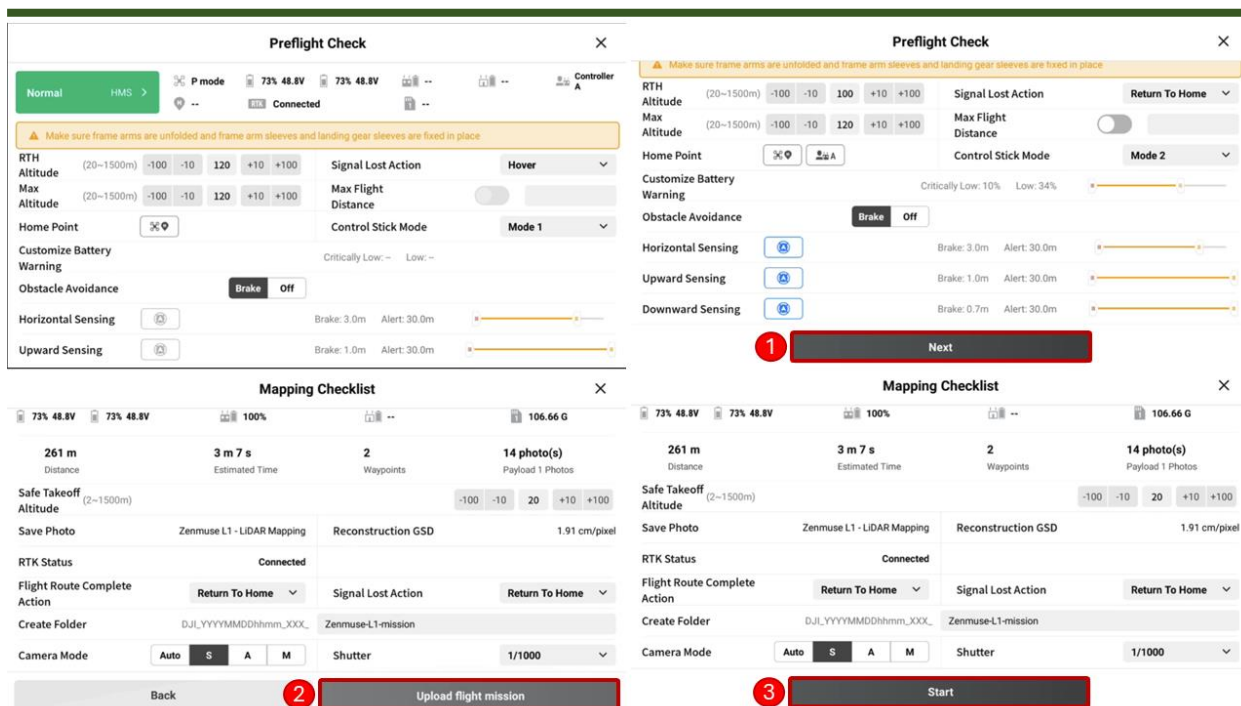 Preflight Check
Normal HMS >
P mode 73% 48.8V 73% 48.8V -- -- Controller A
-- RTK Connected --
Make sure frame arms are unfolded and frame arm sleeves and landing gear sleeves are fixed in place
RTH Altitude (20~1500m) -100 -10 120 +10 +100 Signal Lost Action Hover
Max Altitude (20~1500m) -100 -10 120 +10 +100 Max Flight Distance
Home Point Control Stick Mode Mode 1
Customize Battery Warning Critically Low: -- Low: --
Obstacle Avoidance Brake Off
Horizontal Sensing Brake: 3.0m Alert: 30.0m
Upward Sensing Brake: 1.0m Alert: 30.0m
Preflight Check
Make sure frame arms are unfolded and frame arm sleeves and landing gear sleeves are fixed in place
RTH Altitude (20~1500m) -100 -10 100 +10 +100 Signal Lost Action Return To Home
Max Altitude (20~1500m) -100 -10 120 +10 +100 Max Flight Distance
Home Point A Control Stick Mode Mode 2
Customize Battery Warning Critically Low: 10% Low: 34%
Obstacle Avoidance Brake Off
Horizontal Sensing Brake: 3.0m Alert: 30.0m
Upward Sensing Brake: 1.0m Alert: 30.0m
Downward Sensing Brake: 0.7m Alert: 30.0m
1 Next
Mapping Checklist
73% 48.8V 73% 48.8V 100% -- 1 106.66 G
261 m 3 m 7 s 2 14 photo(s)
Distance Estimated Time Waypoints Payload 1 Photos
Safe Takeoff Altitude (2~1500m) -100 -10 20 +10 +100
Save Photo Zenmuse L1 - LiDAR Mapping Reconstruction GSD 1.91 cm/pixel
RTK Status Connected
Flight Route Complete Action Return To Home Signal Lost Action Return To Home
Create Folder DJI_YYYYMMDDhhmm_XXX_ Zenmuse-L1-mission
Camera Mode Auto S A M Shutter 1/1000
Back 2 Upload flight mission
Mapping Checklist
73% 48.8V 73% 48.8V 100% -- 1 106.66 G
261 m 3 m 7 s 2 14 photo(s)
Distance Estimated Time Waypoints Payload 1 Photos
Safe Takeoff Altitude (2~1500m) -100 -10 20 +10 +100
Save Photo Zenmuse L1 - LiDAR Mapping Reconstruction GSD 1.91 cm/pixel
RTK Status Connected
Flight Route Complete Action Return To Home Signal Lost Action Return To Home
Create Folder DJI_YYYYMMDDhhmm_XXX_ Zenmuse-L1-mission
Camera Mode Auto S A M Shutter 1/1000
3 Start